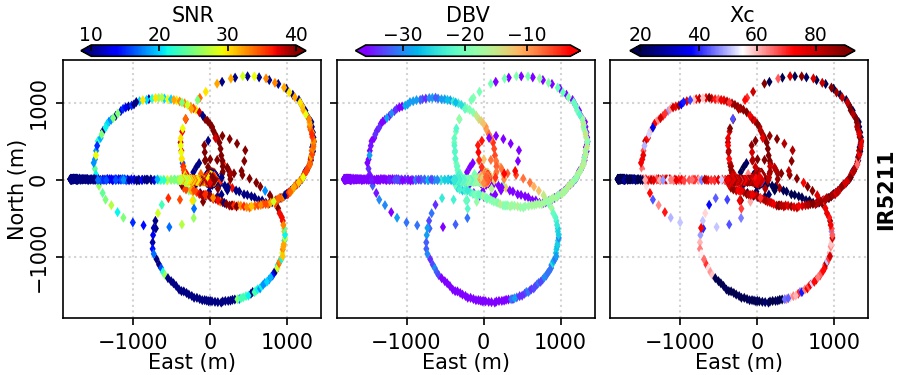 SNR DBV Xc
10 20 30 40 −30 −20 −10 20 40 60 80
North (m)
1000
0
−1000
IR5211
−1000 0 1000 −1000 0 1000 −1000 0 1000
East (m) East (m) East (m)